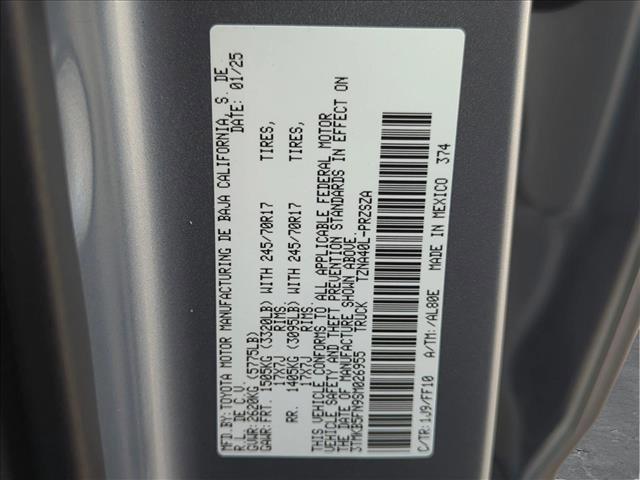 MFD.BY: TOYOTA MOTOR MANUFACTURING DE BAJA CALIFORNIA, S. DE
R.L. DE C.V. DATE: 01/25
GVWR: 2620KG (5775LB)
GAWR: FRT. 1505KG (3320LB) WITH 245/70R17 TIRES,
17X7J RIMS.
RR. 1405KG (3095LB) WITH 245/70R17 TIRES,
17X7J RIMS.
THIS VEHICLE CONFORMS TO ALL APPLICABLE FEDERAL MOTOR
VEHICLE SAFETY AND THEFT PREVENTION STANDARDS IN EFFECT ON
THE DATE OF MANUFACTURE SHOWN ABOVE.
3TMKB5FN9SM026955 TRUCK TZNA40L-PRZSZA
C/TR: 1J9/FF10 A/TM: /AL80E MADE IN MEXICO 374